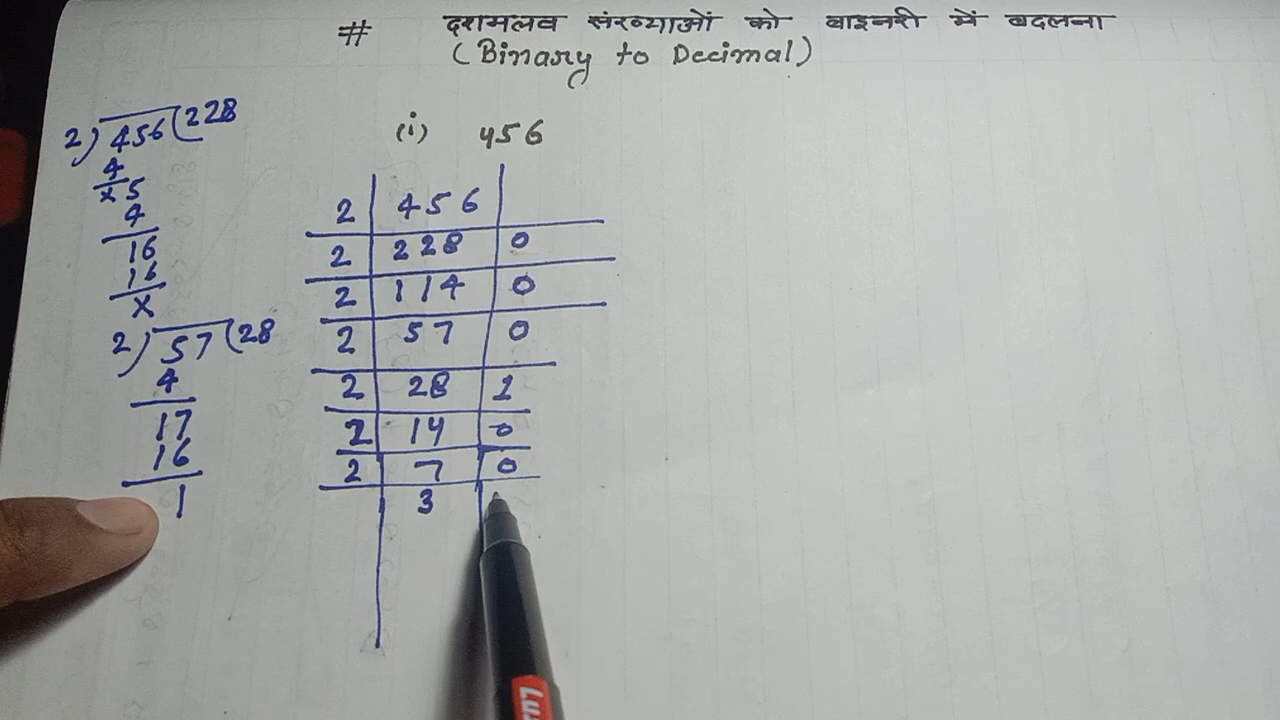 # दशमलव संख्याओं को बाइनरी में बदलना
(Binary to Decimal)
(i) 456
2) 456 (228
4
x 5
4
16
16
x
2) 57 (28
4
17
16
1
2 456
2 228 0
2 114 0
2 57 0
2 28 1
2 14 0
2 7 0
3